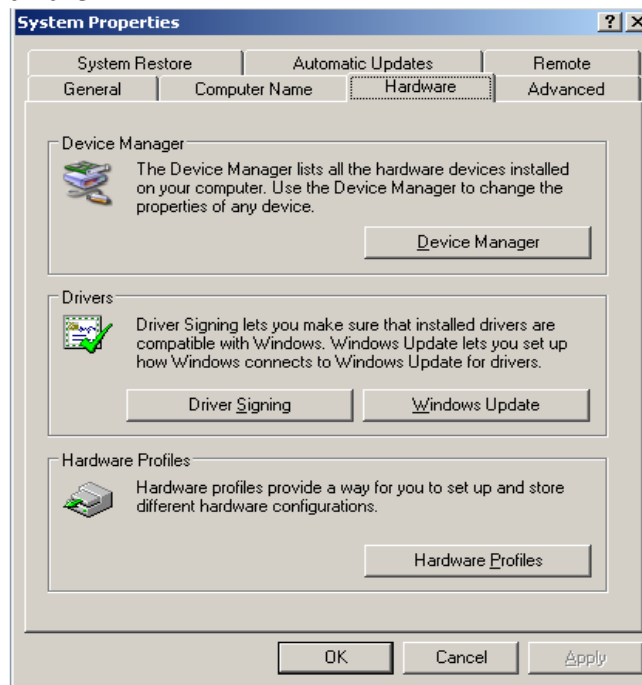 System Properties
System Restore Automatic Updates Remote
General Computer Name Hardware Advanced
Device Manager
The Device Manager lists all the hardware devices installed
on your computer. Use the Device Manager to change the
properties of any device.
Device Manager
Drivers
Driver Signing lets you make sure that installed drivers are
compatible with Windows. Windows Update lets you set up
how Windows connects to Windows Update for drivers.
Driver Signing Windows Update
Hardware Profiles
Hardware profiles provide a way for you to set up and store
different hardware configurations.
Hardware Profiles
OK Cancel Apply